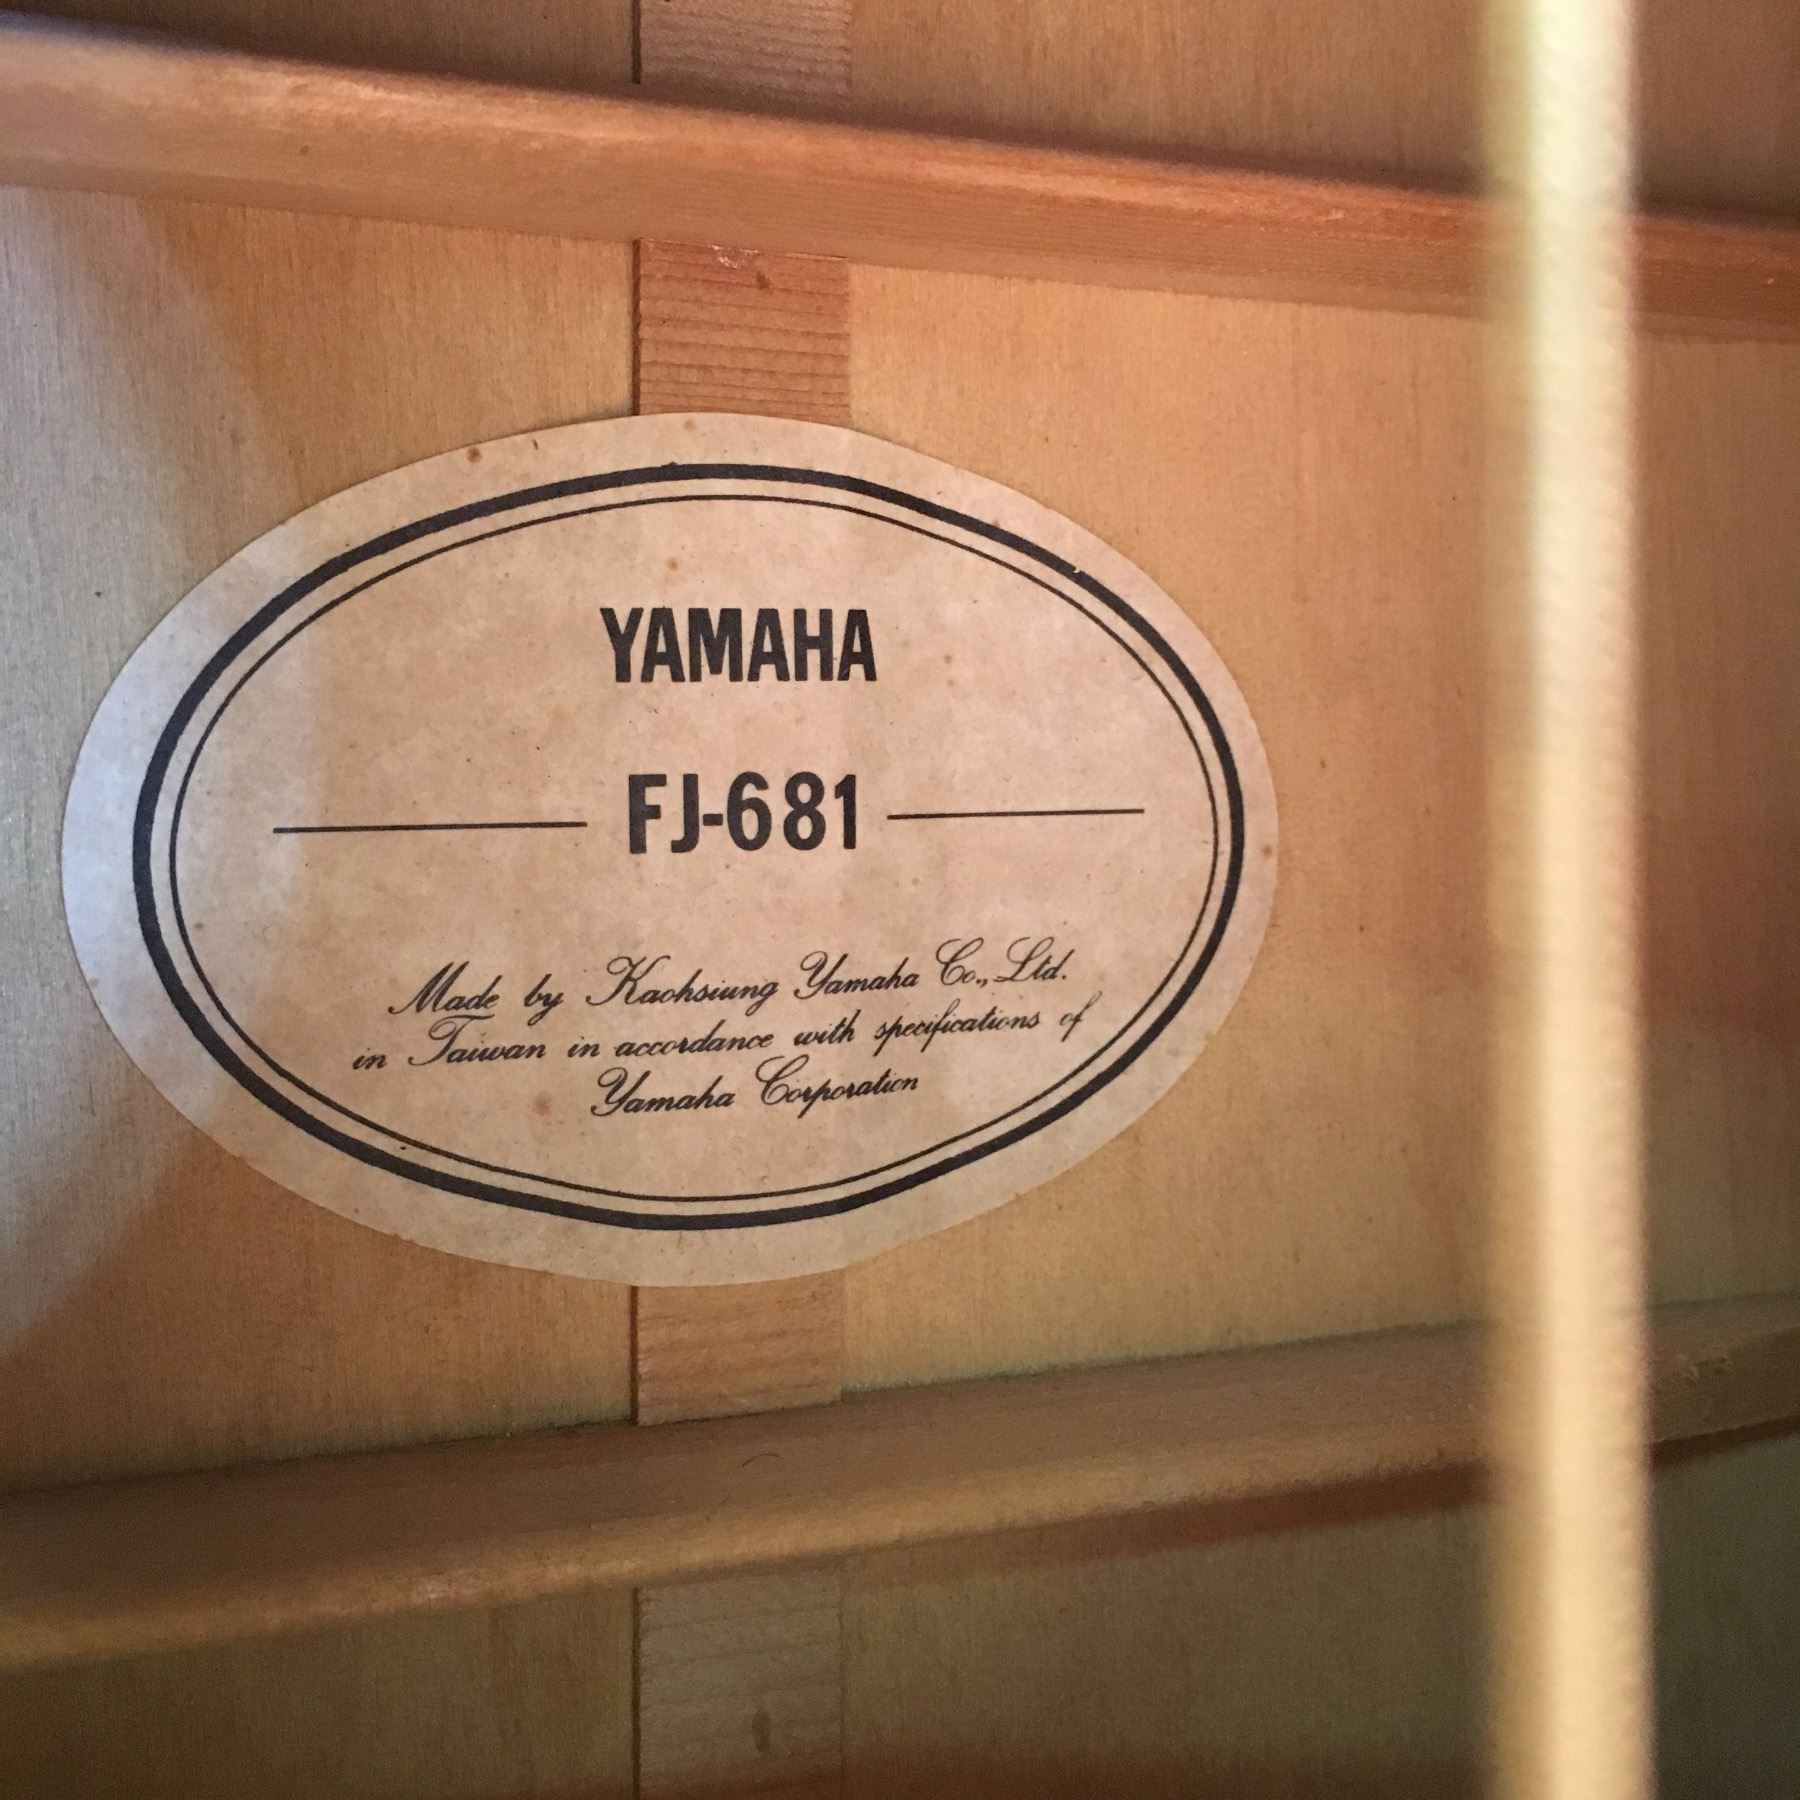 YAMAHA
FJ-681
Made by Kaohsiung Yamaha Co., Ltd.
in Taiwan in accordance with specifications of
Yamaha Corporation